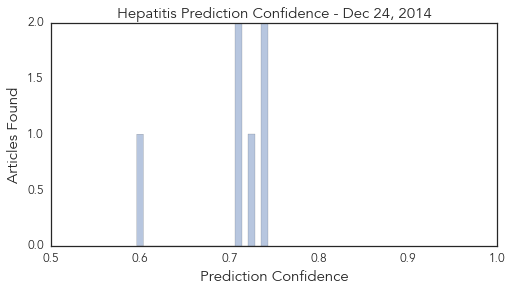 Hepatitis Prediction Confidence - Dec 24, 2014
2.0
1.5
1.0
0.5
0.0
Articles Found
0.5 0.6 0.7 0.8 0.9 1.0
Prediction Confidence